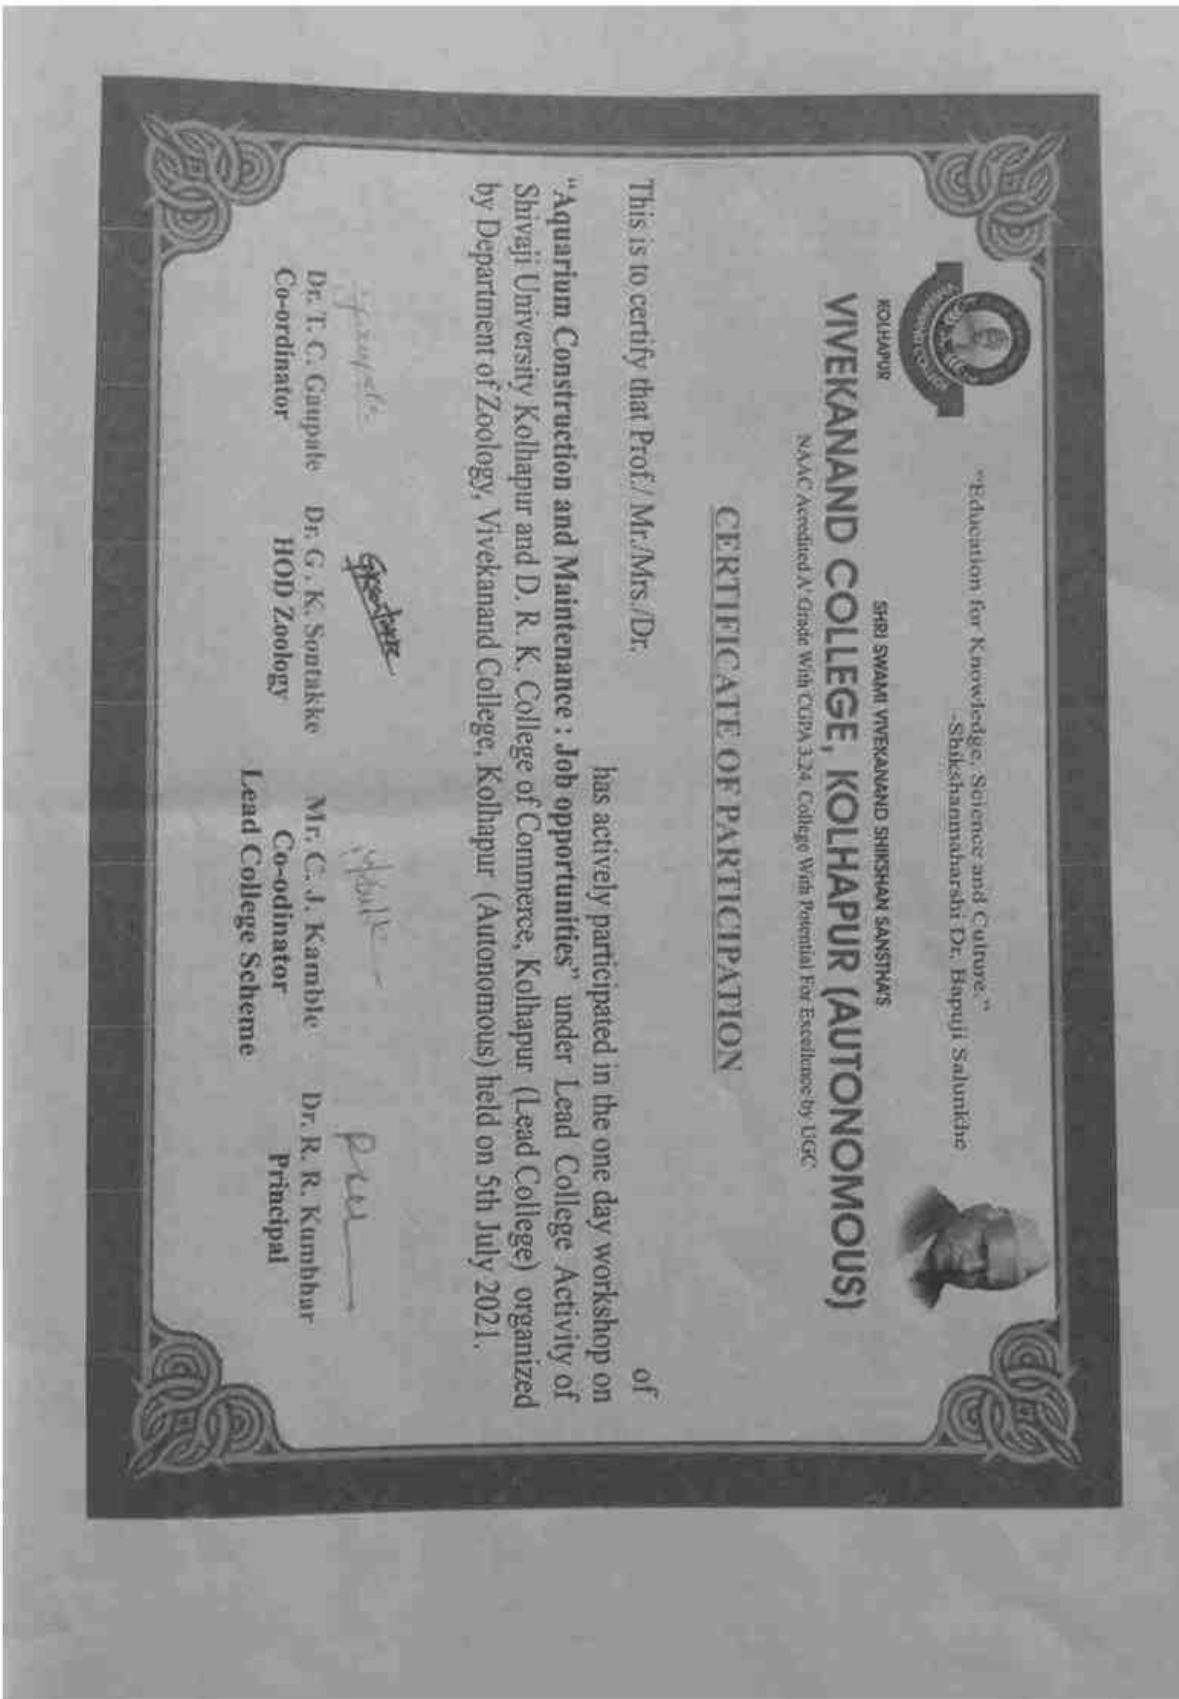 "Education for Knowledge, Science and Culture."
-Shikshanmaharshi Dr. Bapuji Salunkhe
KOLHAPUR
SHRI SWAMI VIVEKANAND SHIKSHAN SANSTHA'S
VIVEKANAND COLLEGE, KOLHAPUR (AUTONOMOUS)
NAAC Acredited 'A' Grade With CGPA 3.24 College With Potential For Excellence by UGC
CERTIFICATE OF PARTICIPATION
This is to certify that Prof./ Mr./Mrs./Dr. of
has actively participated in the one day workshop on
"Aquarium Construction and Maintenance : Job opportunities" under Lead College Activity of
Shivaji University Kolhapur and D. R. K. College of Commerce, Kolhapur (Lead College) organized
by Department of Zoology, Vivekanand College, Kolhapur (Autonomous) held on 5th July 2021.
Dr. T. C. Gaupale Dr. G . K. Sontakke Mr. C. J. Kamble Dr. R. R. Kumbhar
Co-ordinator HOD Zoology Co-odinator Principal
Lead College Scheme